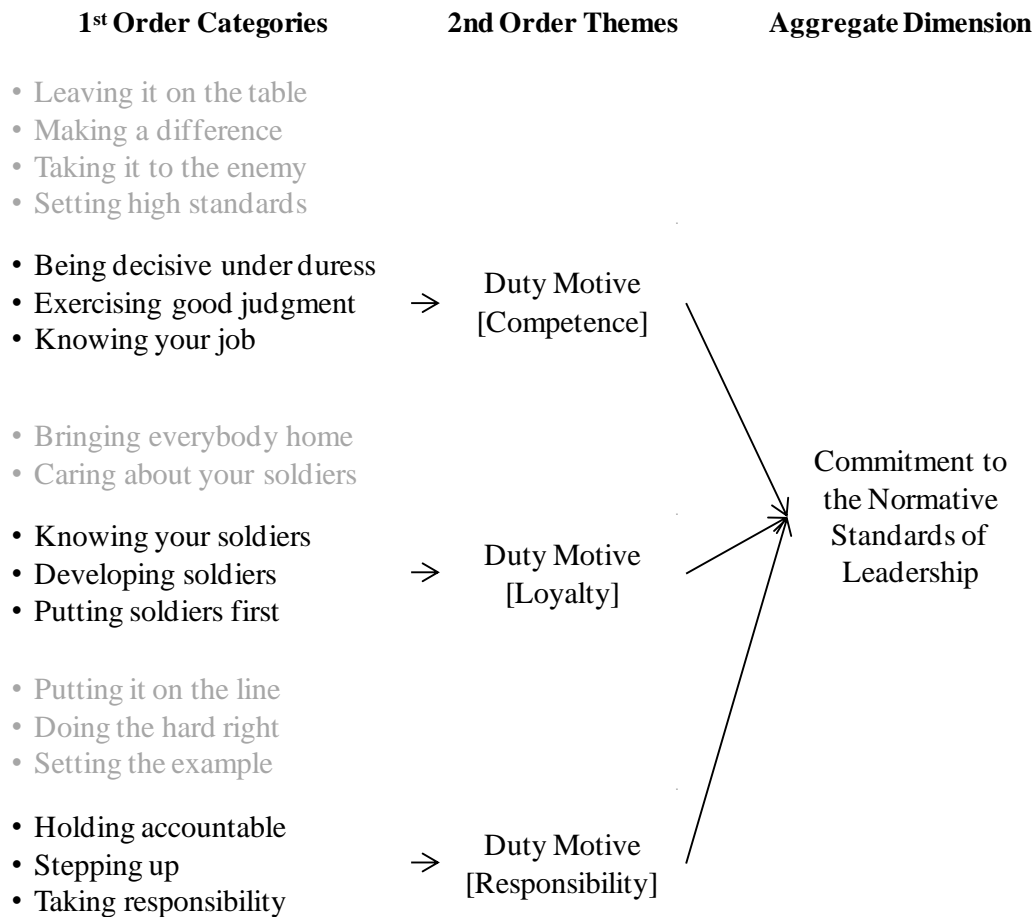 1st Order Categories 2nd Order Themes Aggregate Dimension
• Leaving it on the table
• Making a difference
• Taking it to the enemy
• Setting high standards
• Being decisive under duress
• Exercising good judgment
• Knowing your job
Duty Motive
[Competence]
• Bringing everybody home
• Caring about your soldiers
• Knowing your soldiers
• Developing soldiers
• Putting soldiers first
Duty Motive
[Loyalty]
Commitment to
the Normative
Standards of
Leadership
• Putting it on the line
• Doing the hard right
• Setting the example
• Holding accountable
• Stepping up
• Taking responsibility
Duty Motive
[Responsibility]